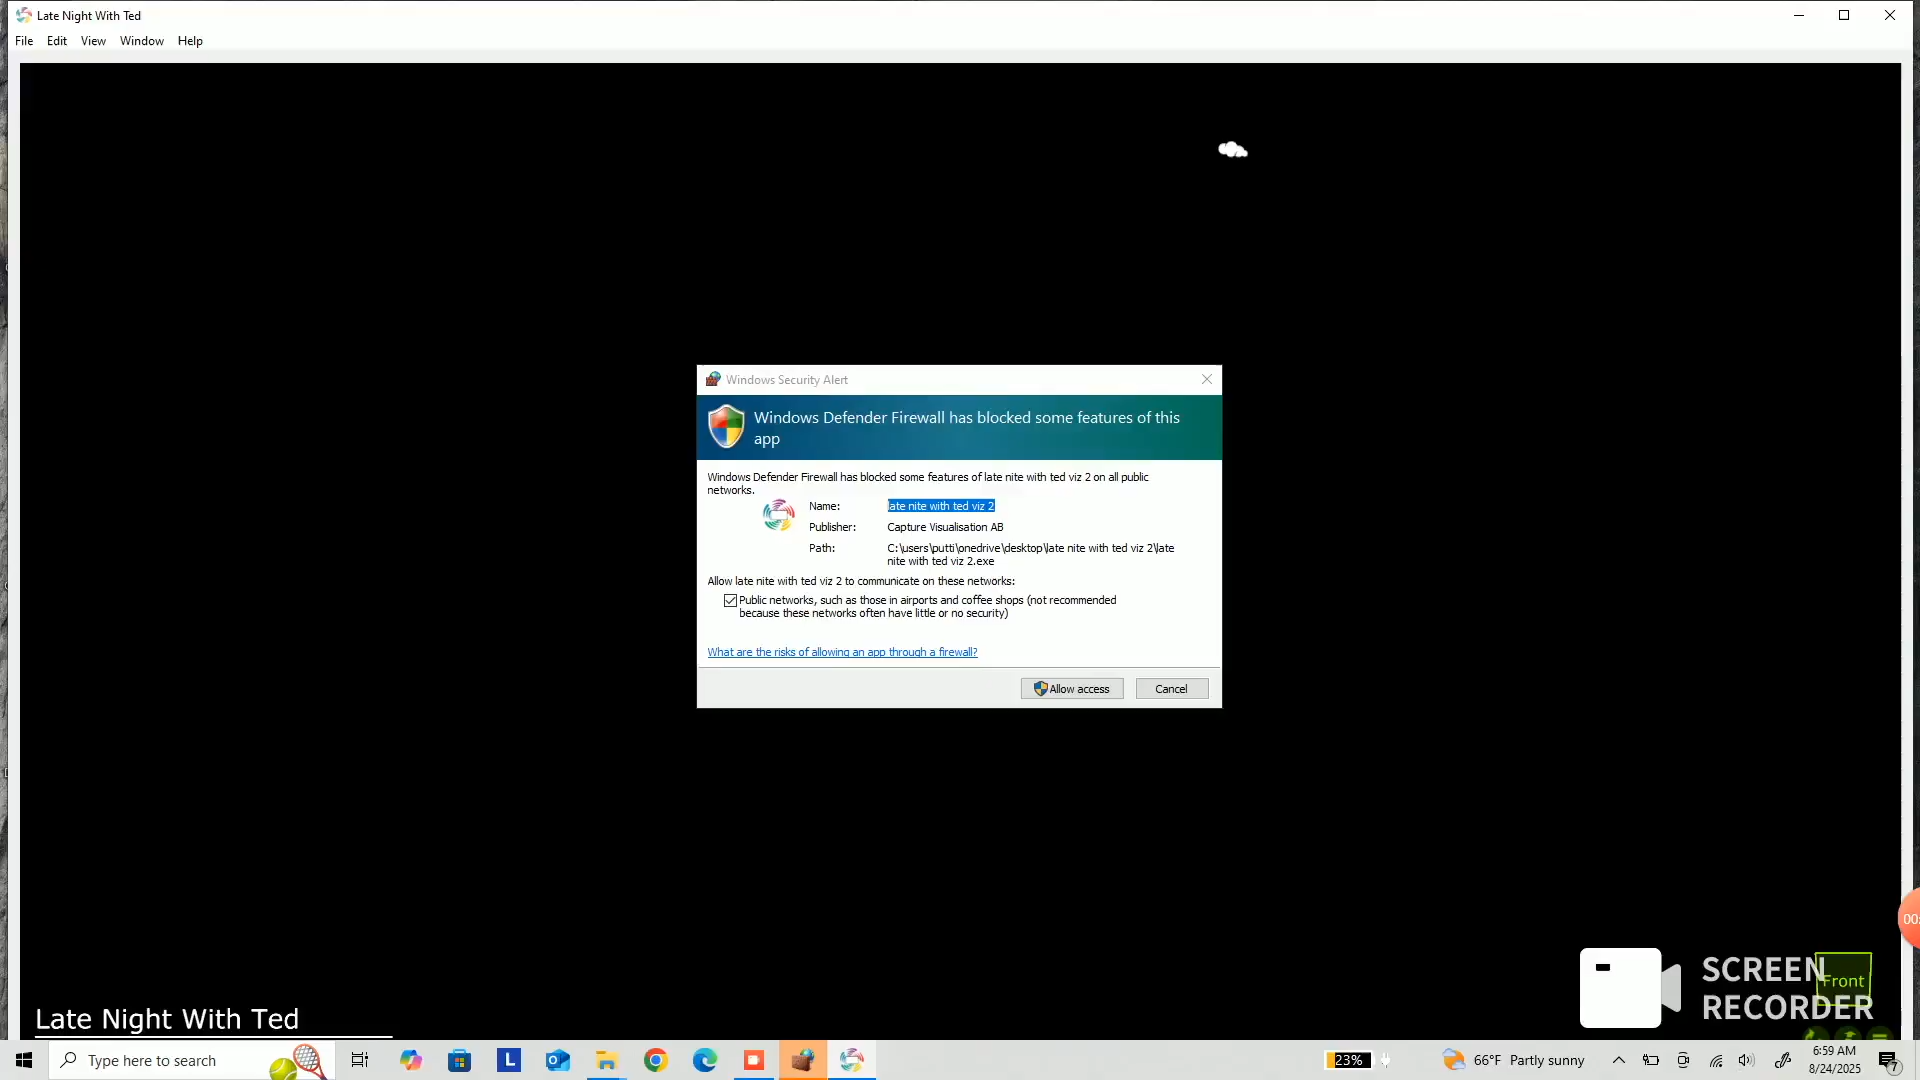 Late Night With Ted
File Edit View Window Help
Windows Security Alert
Windows Defender Firewall has blocked some features of this
app
Windows Defender Firewall has blocked some features of late nite with ted viz 2 on all public
networks.
Name: late nite with ted viz 2
Publisher: Capture Visualisation AB
Path: C:\users\putti\onedrive\desktop\late nite with ted viz 2\late
nite with ted viz 2.exe
Allow late nite with ted viz 2 to communicate on these networks:
Public networks, such as those in airports and coffee shops (not recommended
because these networks often have little or no security)
What are the risks of allowing an app through a firewall?
Allow access Cancel
00:
SCREEN
Front
RECORDER
Late Night With Ted
Type here to search
L
23%
66°F Partly sunny
6:59 AM
8/24/2025
7